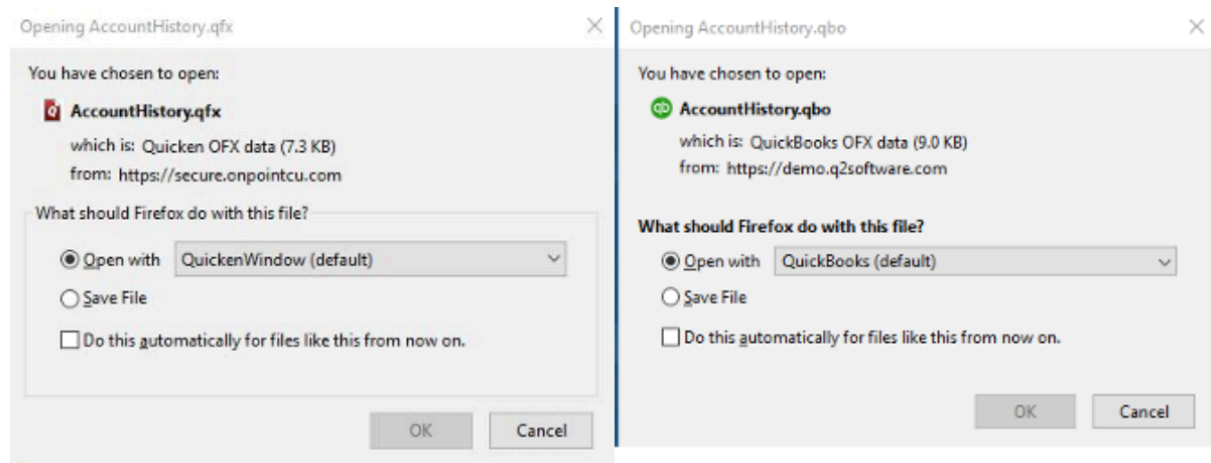 Opening AccountHistory.qfx
You have chosen to open:
AccountHistory.qfx
which is: Quicken OFX data (7.3 KB)
from: https://secure.onpointcu.com
What should Firefox do with this file?
Open with QuickenWindow (default)
Save File
Do this automatically for files like this from now on.
OK Cancel
Opening AccountHistory.qbo
You have chosen to open:
qb AccountHistory.qbo
which is: QuickBooks OFX data (9.0 KB)
from: https://demo.q2software.com
What should Firefox do with this file?
Open with QuickBooks (default)
Save File
Do this automatically for files like this from now on.
OK Cancel